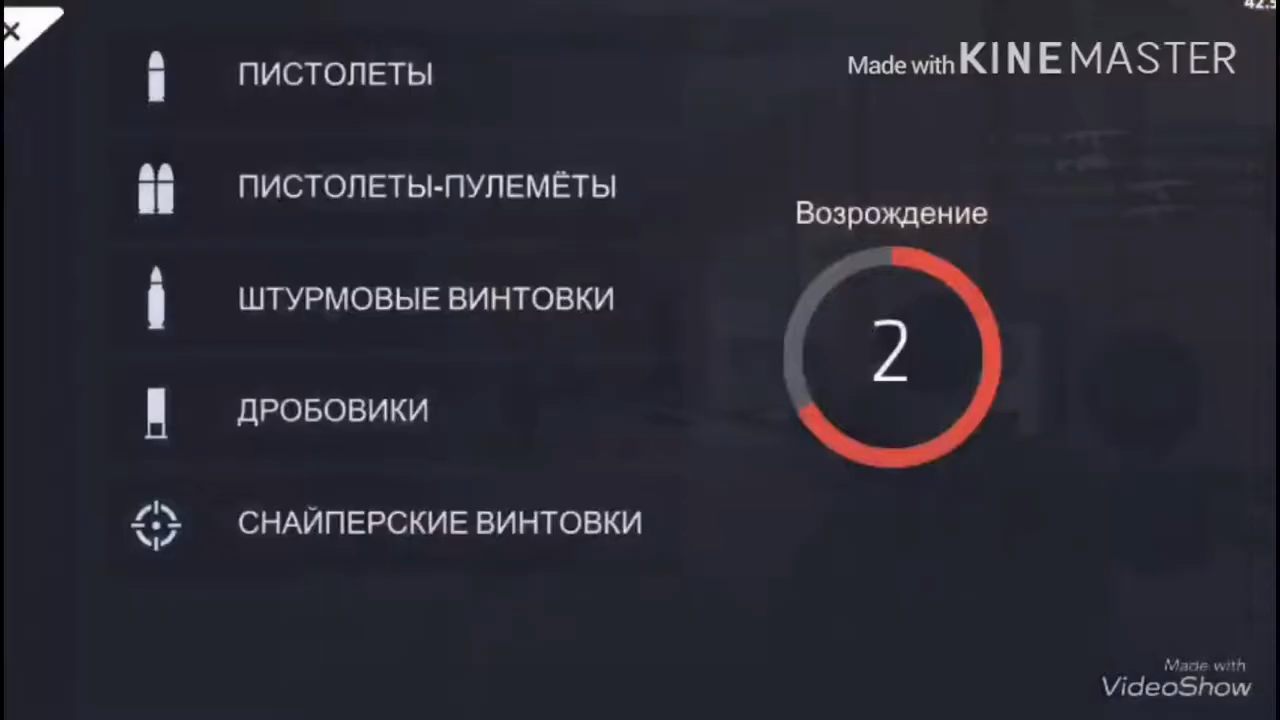 Made with KINEMASTER
ПИСТОЛЕТЫ
ПИСТОЛЕТЫ-ПУЛЕМЁТЫ
ШТУРМОВЫЕ ВИНТОВКИ
ДРОБОВИКИ
СНАЙПЕРСКИЕ ВИНТОВКИ
Возрождение
2
Made with
VideoShow